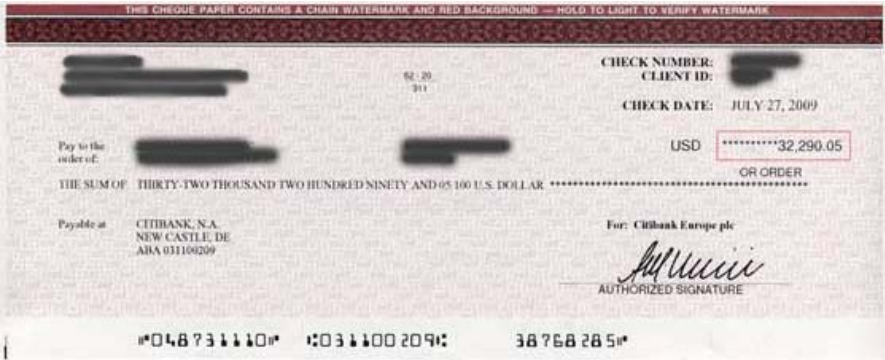 THIS CHEQUE PAPER CONTAINS A CHAIN WATERMARK AND RED BACKGROUND — HOLD TO LIGHT TO VERIFY WATERMARK
CHECK NUMBER:
62-20
311
CLIENT ID:
CHECK DATE: JULY 27, 2009
Pay to the
order of:
USD **********32,290.05
OR ORDER
THE SUM OF THIRTY-TWO THOUSAND TWO HUNDRED NINETY AND 05/100 U.S. DOLLAR
Payable at CITIBANK, N.A.
NEW CASTLE, DE
ABA 031100209
For: Citibank Europe plc
AUTHORIZED SIGNATURE
⑈048731110⑈ ⑆031100209⑆ 38768285⑈